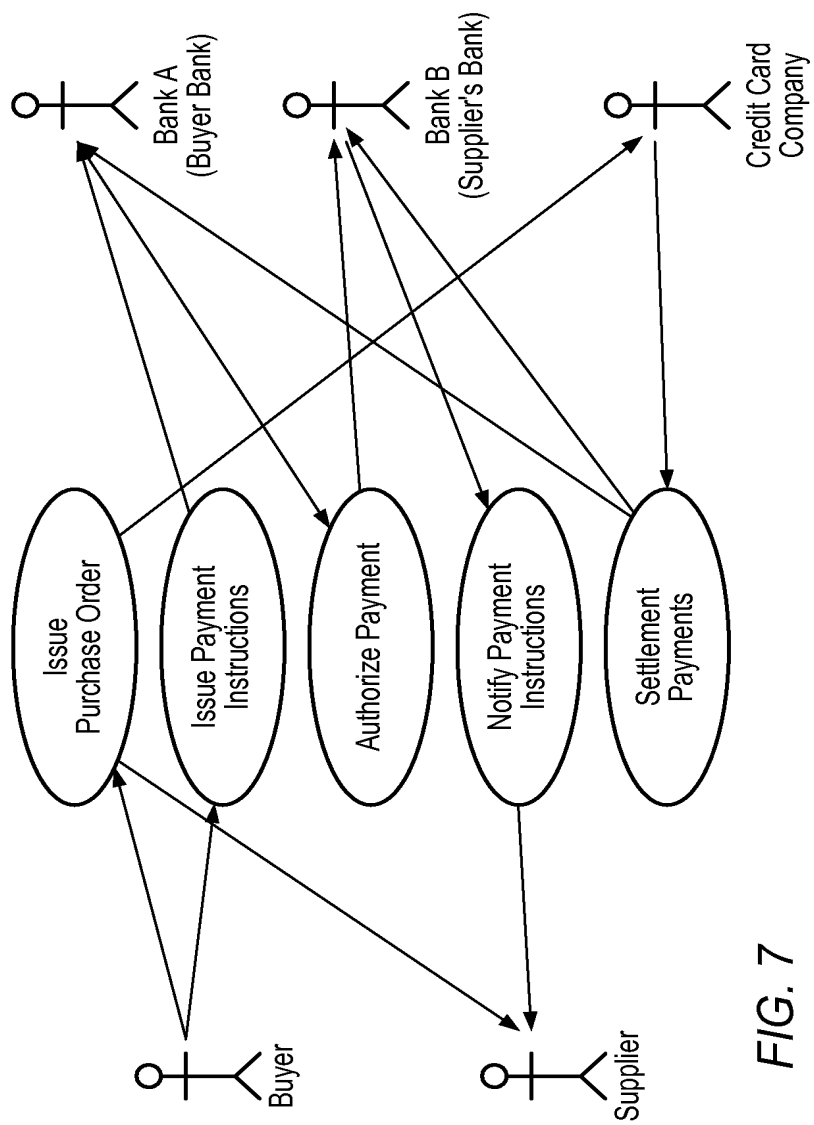 Buyer
Supplier
Issue
Purchase Order
Issue Payment
Instructions
Authorize Payment
Notify Payment
Instructions
Settlement
Payments
Bank A
(Buyer Bank)
Bank B
(Supplier's Bank)
Credit Card
Company
FIG. 7